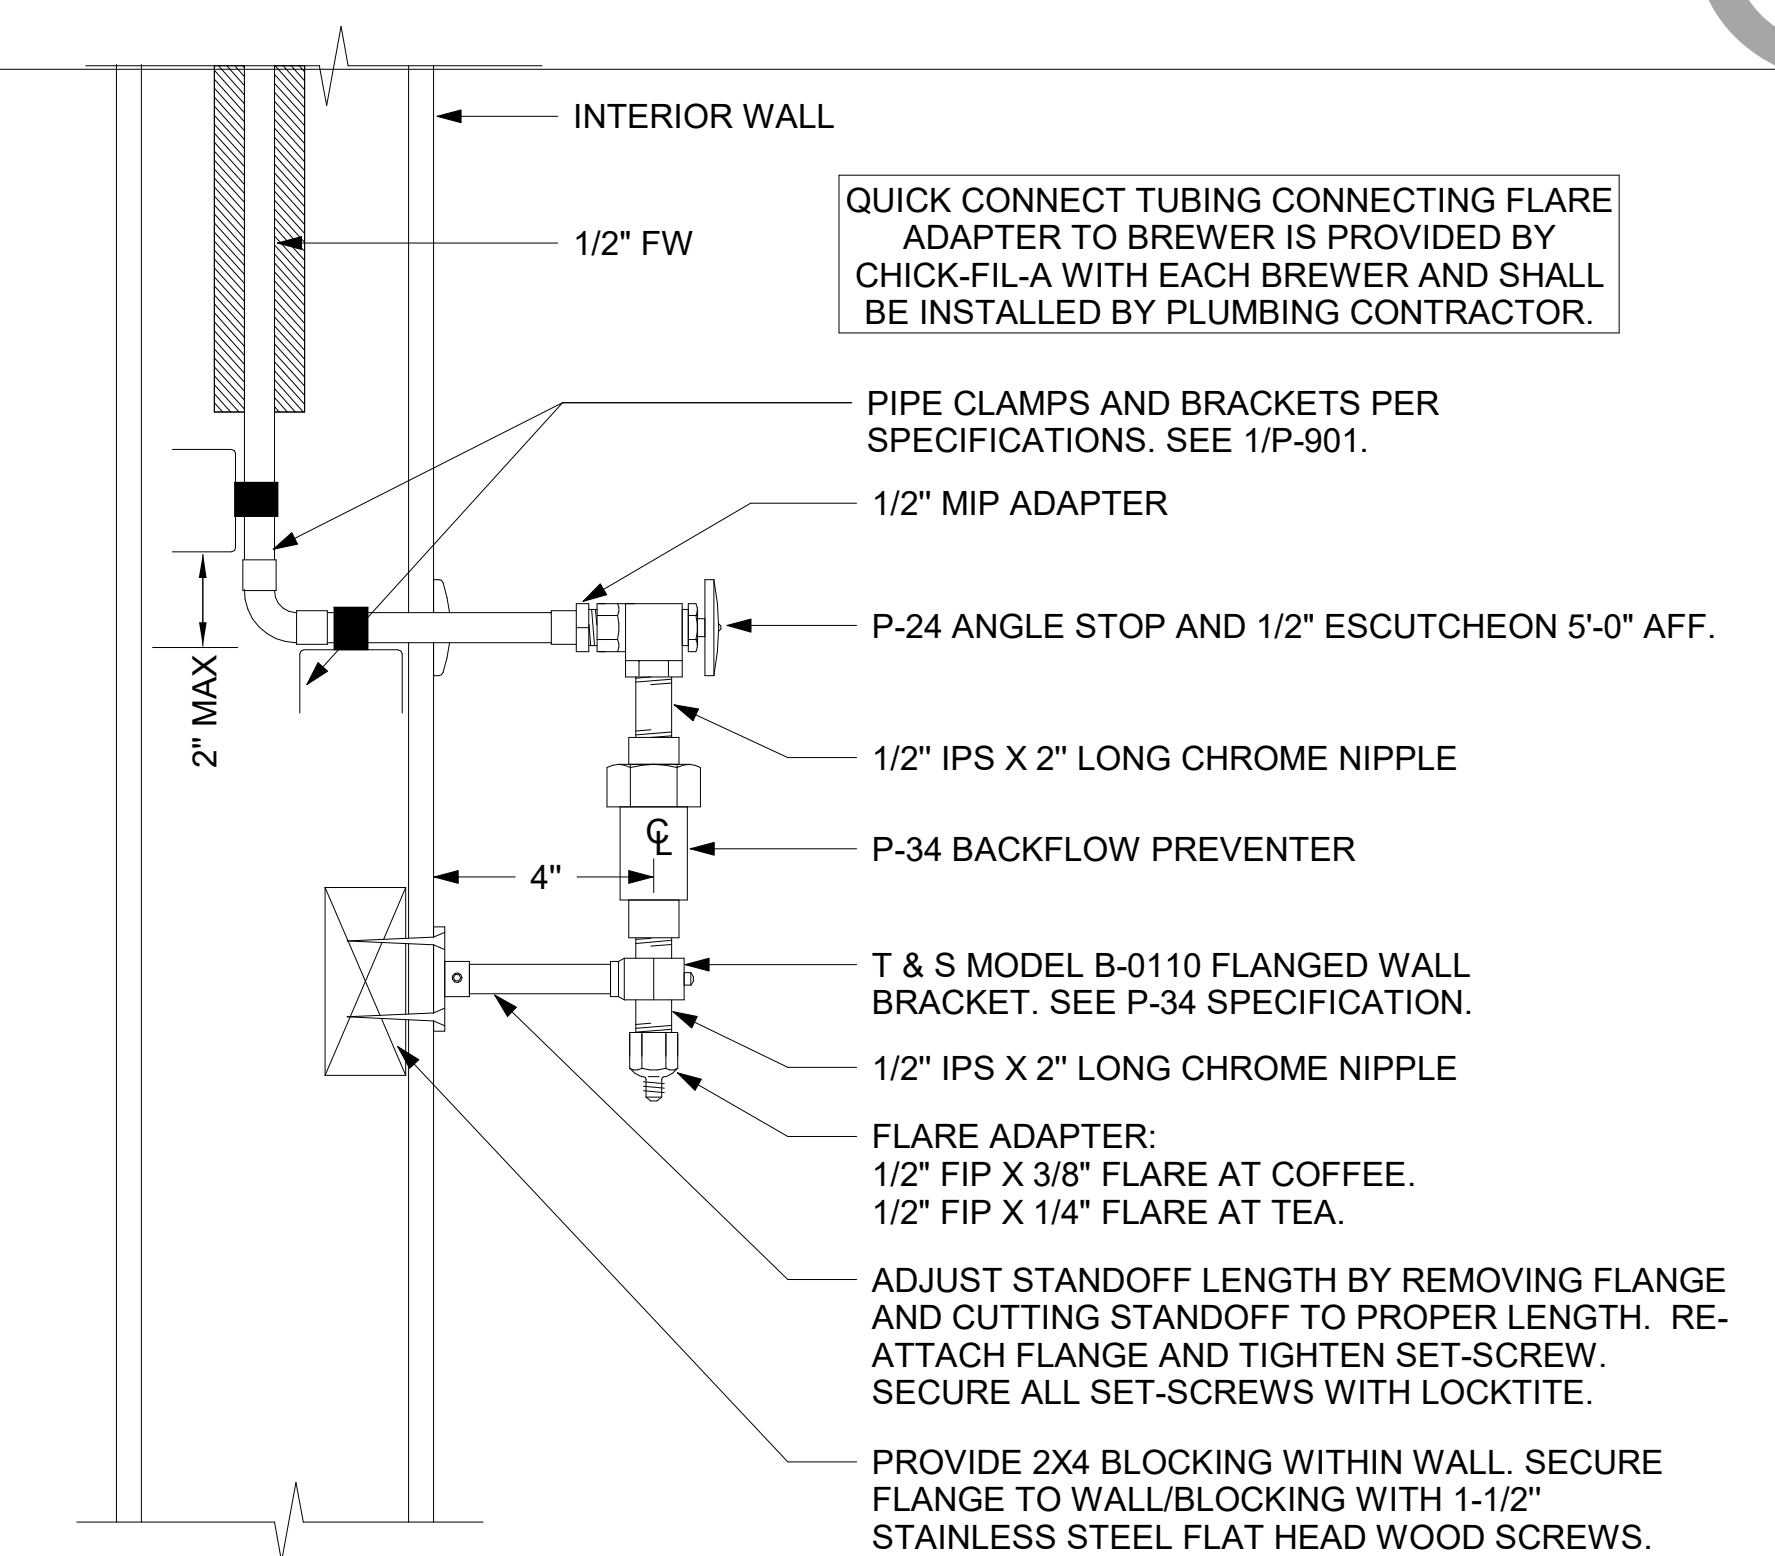 INTERIOR WALL
1/2" FW
QUICK CONNECT TUBING CONNECTING FLARE
ADAPTER TO BREWER IS PROVIDED BY
CHICK-FIL-A WITH EACH BREWER AND SHALL
BE INSTALLED BY PLUMBING CONTRACTOR.
PIPE CLAMPS AND BRACKETS PER
SPECIFICATIONS. SEE 1/P-901.
1/2" MIP ADAPTER
P-24 ANGLE STOP AND 1/2" ESCUTCHEON 5'-0" AFF.
2" MAX
1/2" IPS X 2" LONG CHROME NIPPLE
CL
P-34 BACKFLOW PREVENTER
4"
T & S MODEL B-0110 FLANGED WALL
BRACKET. SEE P-34 SPECIFICATION.
1/2" IPS X 2" LONG CHROME NIPPLE
FLARE ADAPTER:
1/2" FIP X 3/8" FLARE AT COFFEE.
1/2" FIP X 1/4" FLARE AT TEA.
ADJUST STANDOFF LENGTH BY REMOVING FLANGE
AND CUTTING STANDOFF TO PROPER LENGTH.  RE-
ATTACH FLANGE AND TIGHTEN SET-SCREW.
SECURE ALL SET-SCREWS WITH LOCKTITE.
PROVIDE 2X4 BLOCKING WITHIN WALL. SECURE
FLANGE TO WALL/BLOCKING WITH 1-1/2"
STAINLESS STEEL FLAT HEAD WOOD SCREWS.